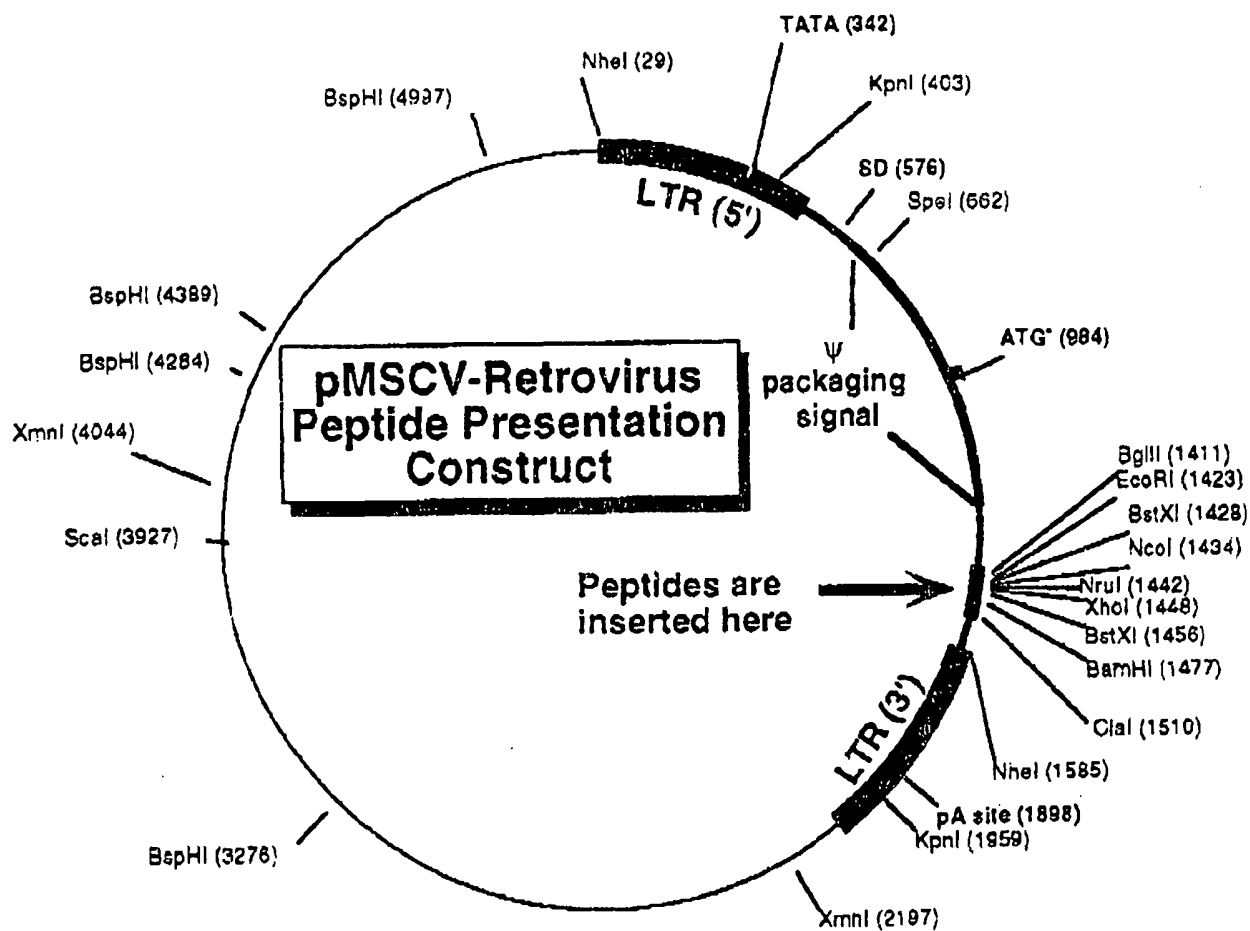 TATA (342)
NheI (29)
KpnI (403)
BspHI (4997)
SD (576)
SpeI (662)
LTR (5')
BspHI (4389)
BspHI (4284)
ATG* (984)
ψ
packaging
signal
pMSCV-Retrovirus
Peptide Presentation
Construct
XmnI (4044)
BglII (1411)
EcoRI (1423)
BstXI (1428)
NcoI (1434)
ScaI (3927)
Peptides are
inserted here
NruI (1442)
XhoI (1448)
BstXI (1456)
BamHI (1477)
ClaI (1510)
LTR (3')
NheI (1585)
pA site (1898)
KpnI (1959)
BspHI (3276)
XmnI (2197)